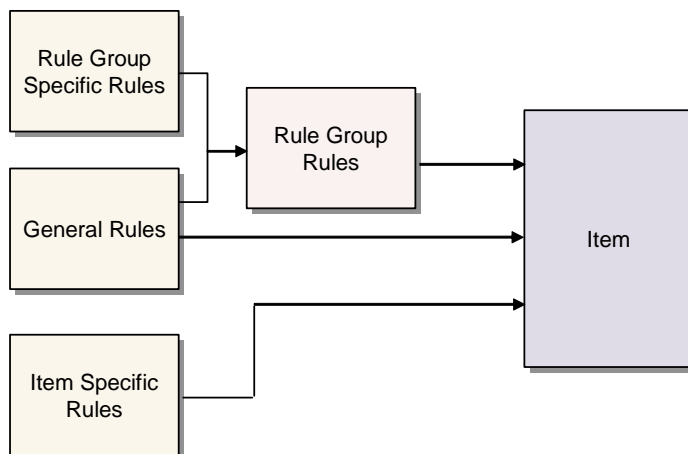 Rule Group
Specific Rules
Rule Group
Rules
General Rules
Item
Item Specific
Rules